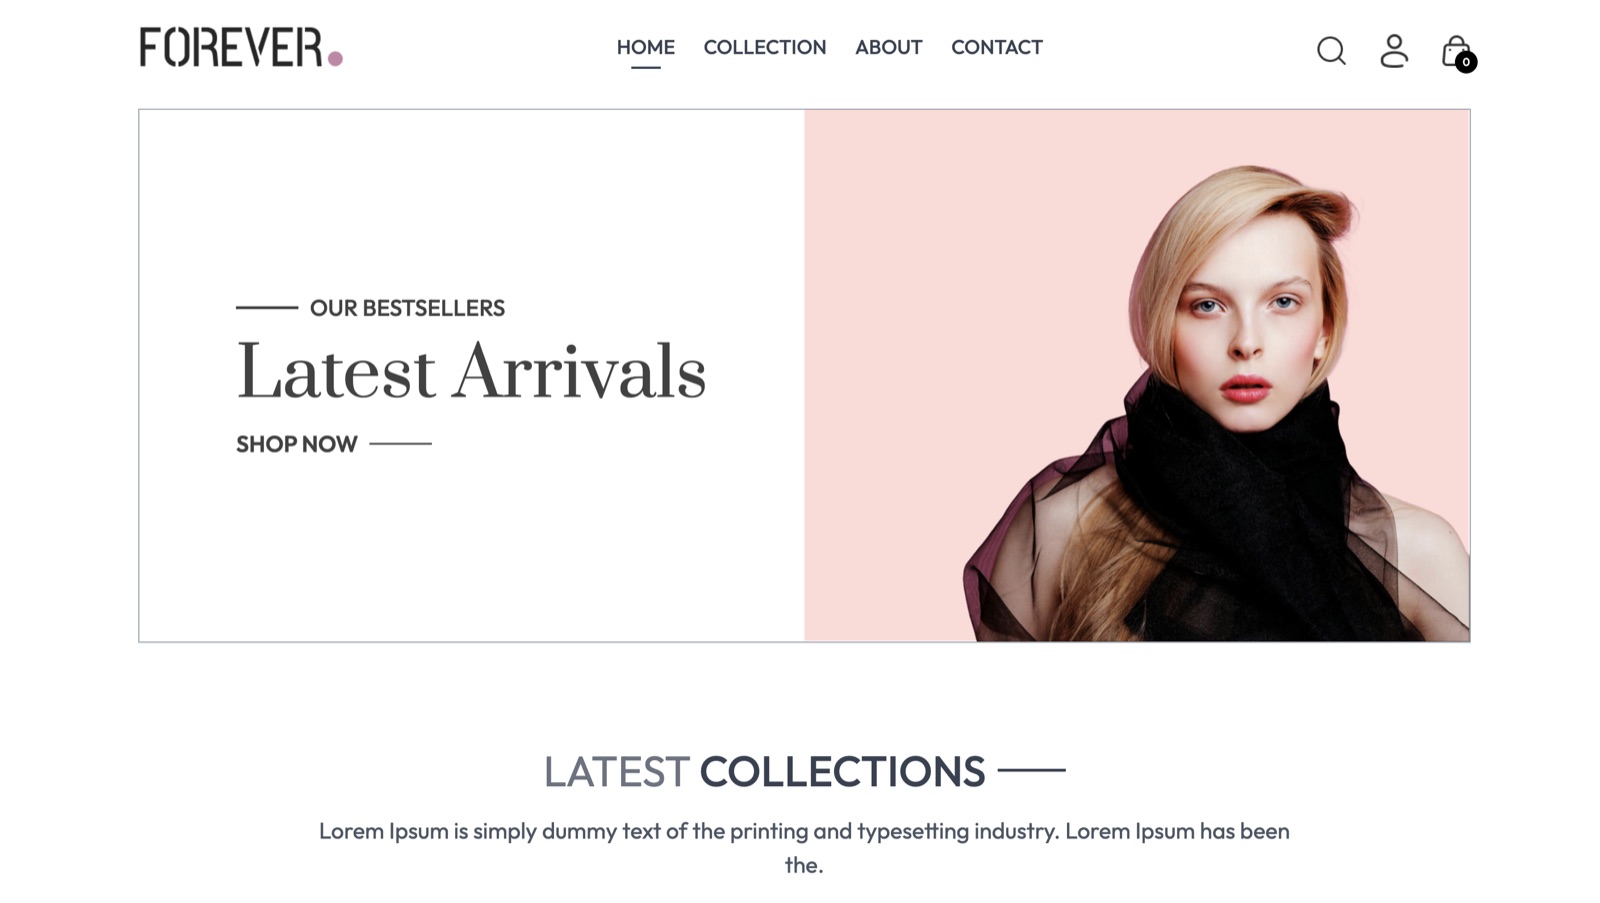 FOREVER.
HOME COLLECTION ABOUT CONTACT
0
OUR BESTSELLERS
Latest Arrivals
SHOP NOW
LATEST COLLECTIONS
Lorem Ipsum is simply dummy text of the printing and typesetting industry. Lorem Ipsum has been
the.